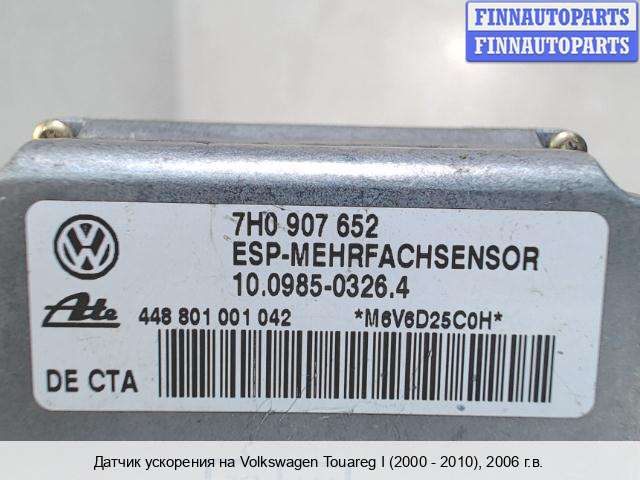 FINNAUTOPARTS
FINNAUTOPARTS
7H0 907 652
ESP-MEHRFACHSENSOR
10.0985-0326.4
Ate 448 801 001 042 *M6V6D25C0H*
DE CTA
Датчик ускорения на Volkswagen Touareg I (2000 - 2010), 2006 г.в.